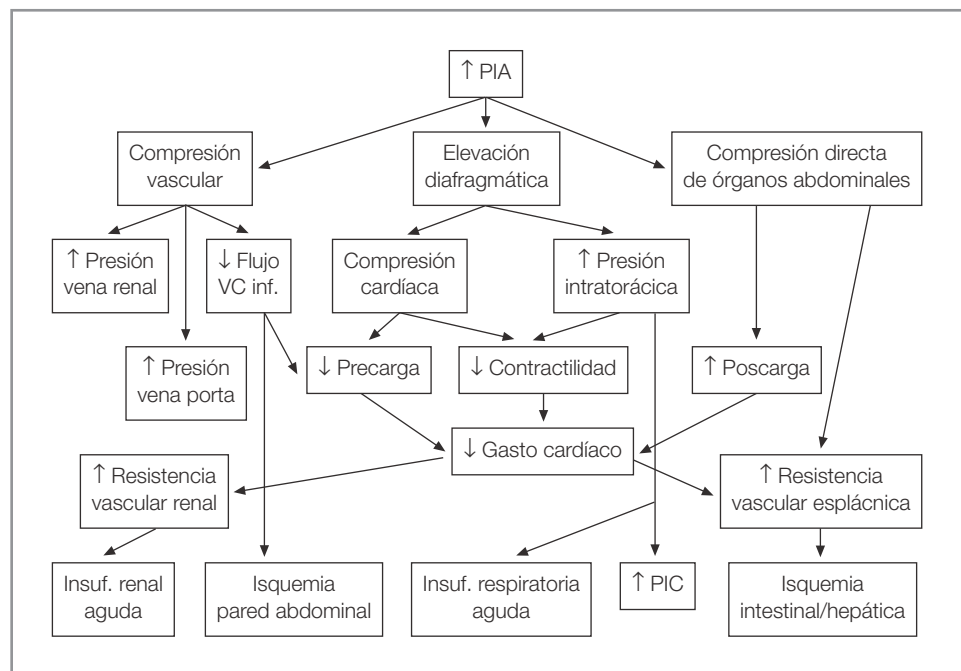 ↑ PIA
Compresión
vascular
Elevación
diafragmática
Compresión directa
de órganos abdominales
↑ Presión
vena renal
↓ Flujo
VC inf.
Compresión
cardíaca
↑ Presión
intratorácica
↑ Presión
vena porta
↓ Precarga
↓ Contractilidad
↑ Poscarga
↓ Gasto cardíaco
↑ Resistencia
vascular renal
↑ Resistencia
vascular esplácnica
Insuf. renal
aguda
Isquemia
pared abdominal
Insuf. respiratoria
aguda
↑ PIC
Isquemia
intestinal/hepática